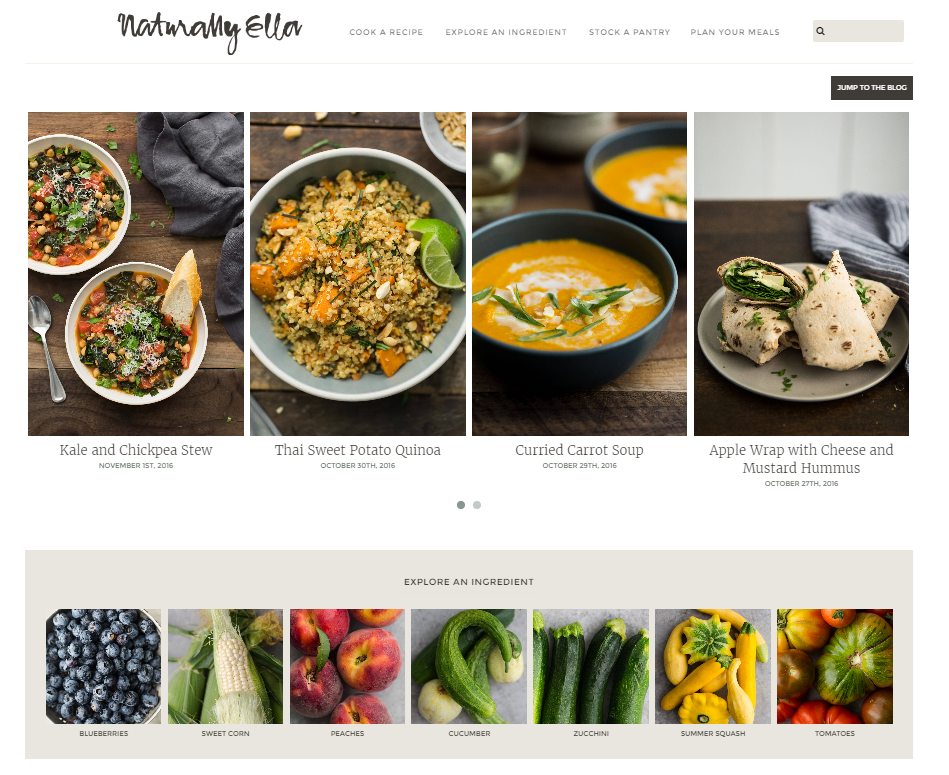 Naturally Ella
COOK A RECIPE
EXPLORE AN INGREDIENT
STOCK A PANTRY
PLAN YOUR MEALS
JUMP TO THE BLOG
Kale and Chickpea Stew
NOVEMBER 1ST, 2016
Thai Sweet Potato Quinoa
OCTOBER 30TH, 2016
Curried Carrot Soup
OCTOBER 29TH, 2016
Apple Wrap with Cheese and
Mustard Hummus
OCTOBER 27TH, 2016
EXPLORE AN INGREDIENT
BLUEBERRIES
SWEET CORN
PEACHES
CUCUMBER
ZUCCHINI
SUMMER SQUASH
TOMATOES